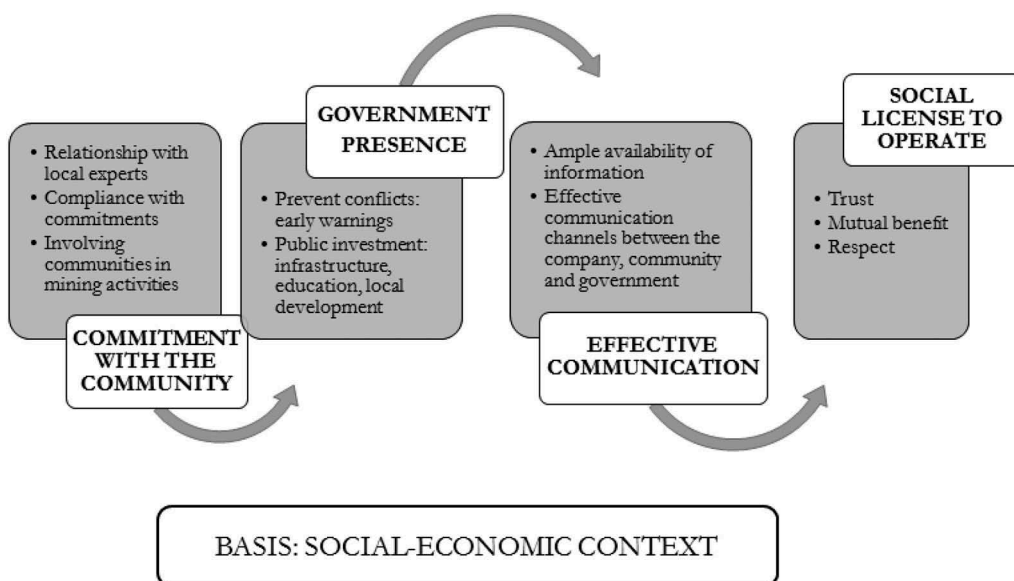 • Relationship with
local experts
• Compliance with
commitments
• Involving
communities in
mining activities
COMMITMENT
WITH THE
COMMUNITY
GOVERNMENT
PRESENCE
• Prevent conflicts:
early warnings
• Public investment:
infrastructure,
education, local
development
• Ample availability of
information
• Effective
communication
channels between the
company, community
and government
EFFECTIVE
COMMUNICATION
SOCIAL
LICENSE TO
OPERATE
• Trust
• Mutual benefit
• Respect
BASIS: SOCIAL-ECONOMIC CONTEXT